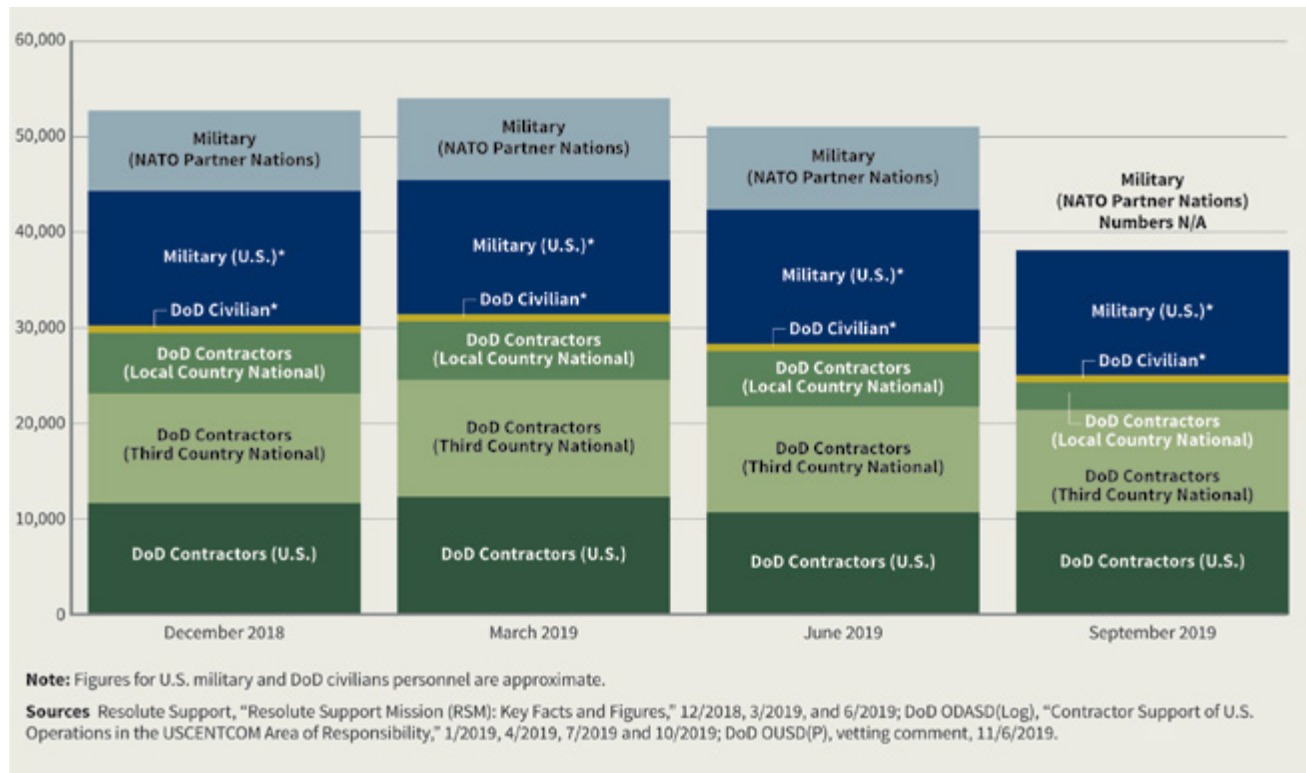 60,000
50,000
40,000
30,000
20,000
10,000
0
Military
(NATO Partner Nations)
Military (U.S.)*
DoD Civilian*
DoD Contractors
(Local Country National)
DoD Contractors
(Third Country National)
DoD Contractors (U.S.)
December 2018
Military
(NATO Partner Nations)
Military (U.S.)*
DoD Civilian*
DoD Contractors
(Local Country National)
DoD Contractors
(Third Country National)
DoD Contractors (U.S.)
March 2019
Military
(NATO Partner Nations)
Military (U.S.)*
DoD Civilian*
DoD Contractors
(Local Country National)
DoD Contractors
(Third Country National)
DoD Contractors (U.S.)
June 2019
Military
(NATO Partner Nations)
Numbers N/A
Military (U.S.)*
DoD Civilian*
DoD Contractors
(Local Country National)
DoD Contractors
(Third Country National)
DoD Contractors (U.S.)
September 2019
Note: Figures for U.S. military and DoD civilians personnel are approximate.
Sources Resolute Support, “Resolute Support Mission (RSM): Key Facts and Figures,” 12/2018, 3/2019, and 6/2019; DoD ODASD(Log), “Contractor Support of U.S.
Operations in the USCENTCOM Area of Responsibility,” 1/2019, 4/2019, 7/2019 and 10/2019; DoD OUSD(P), vetting comment, 11/6/2019.